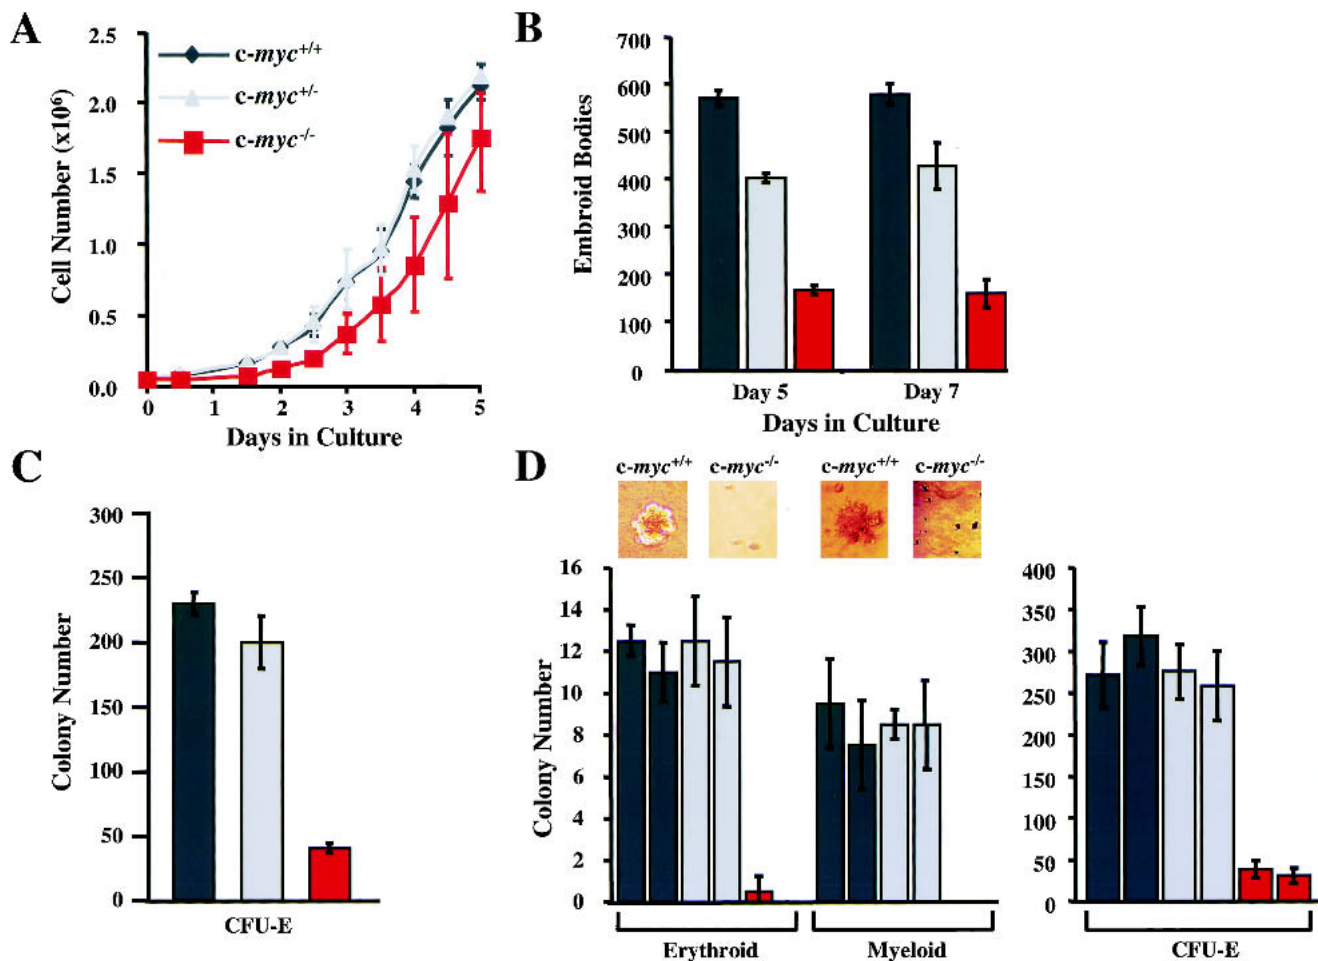 A
2.5
2.0
1.5
1.0
0.5
0.0
Cell Number (x10⁶)
c-myc+/+
c-myc+/-
c-myc-/-
0 1 2 3 4 5
Days in Culture
B
700
600
500
400
300
200
100
0
Embroid Bodies
Day 5 Day 7
Days in Culture
C
300
250
200
150
100
50
0
Colony Number
CFU-E
D
c-myc+/+ c-myc-/- c-myc+/+ c-myc-/-
16
14
12
10
8
6
4
2
0
Colony Number
Erythroid Myeloid
400
350
300
250
200
150
100
50
00
CFU-E